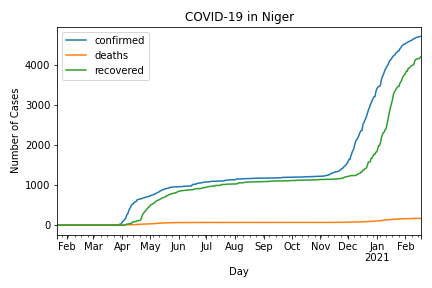 COVID-19 in Niger
confirmed
deaths
recovered
Number of Cases
4000
3000
2000
1000
0
Feb Mar Apr May Jun Jul Aug Sep Oct Nov Dec Jan Feb
2021
Day